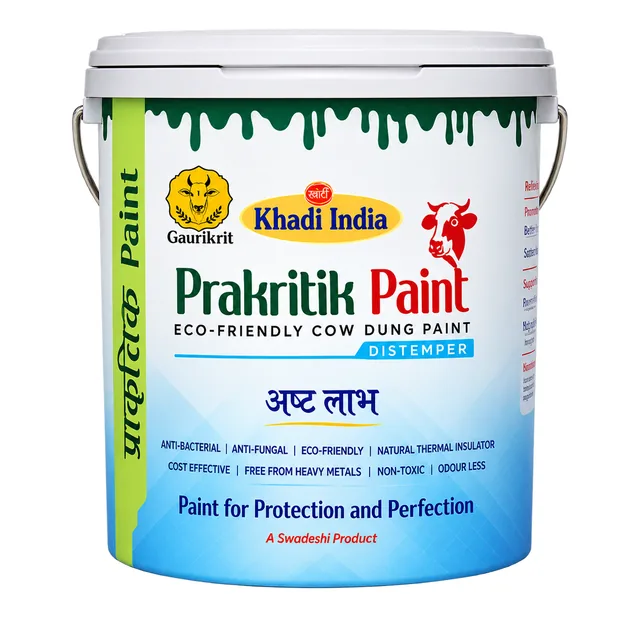 प्राकृतिक Paint
खादी
Gaurikrit
Khadi India
Prakritik Paint
ECO-FRIENDLY COW DUNG PAINT
DISTEMPER
अष्ट लाभ
ANTI-BACTERIAL | ANTI-FUNGAL | ECO-FRIENDLY | NATURAL THERMAL INSULATOR
COST EFFECTIVE | FREE FROM HEAVY METALS | NON-TOXIC | ODOUR LESS
Paint for Protection and Perfection
A Swadeshi Product